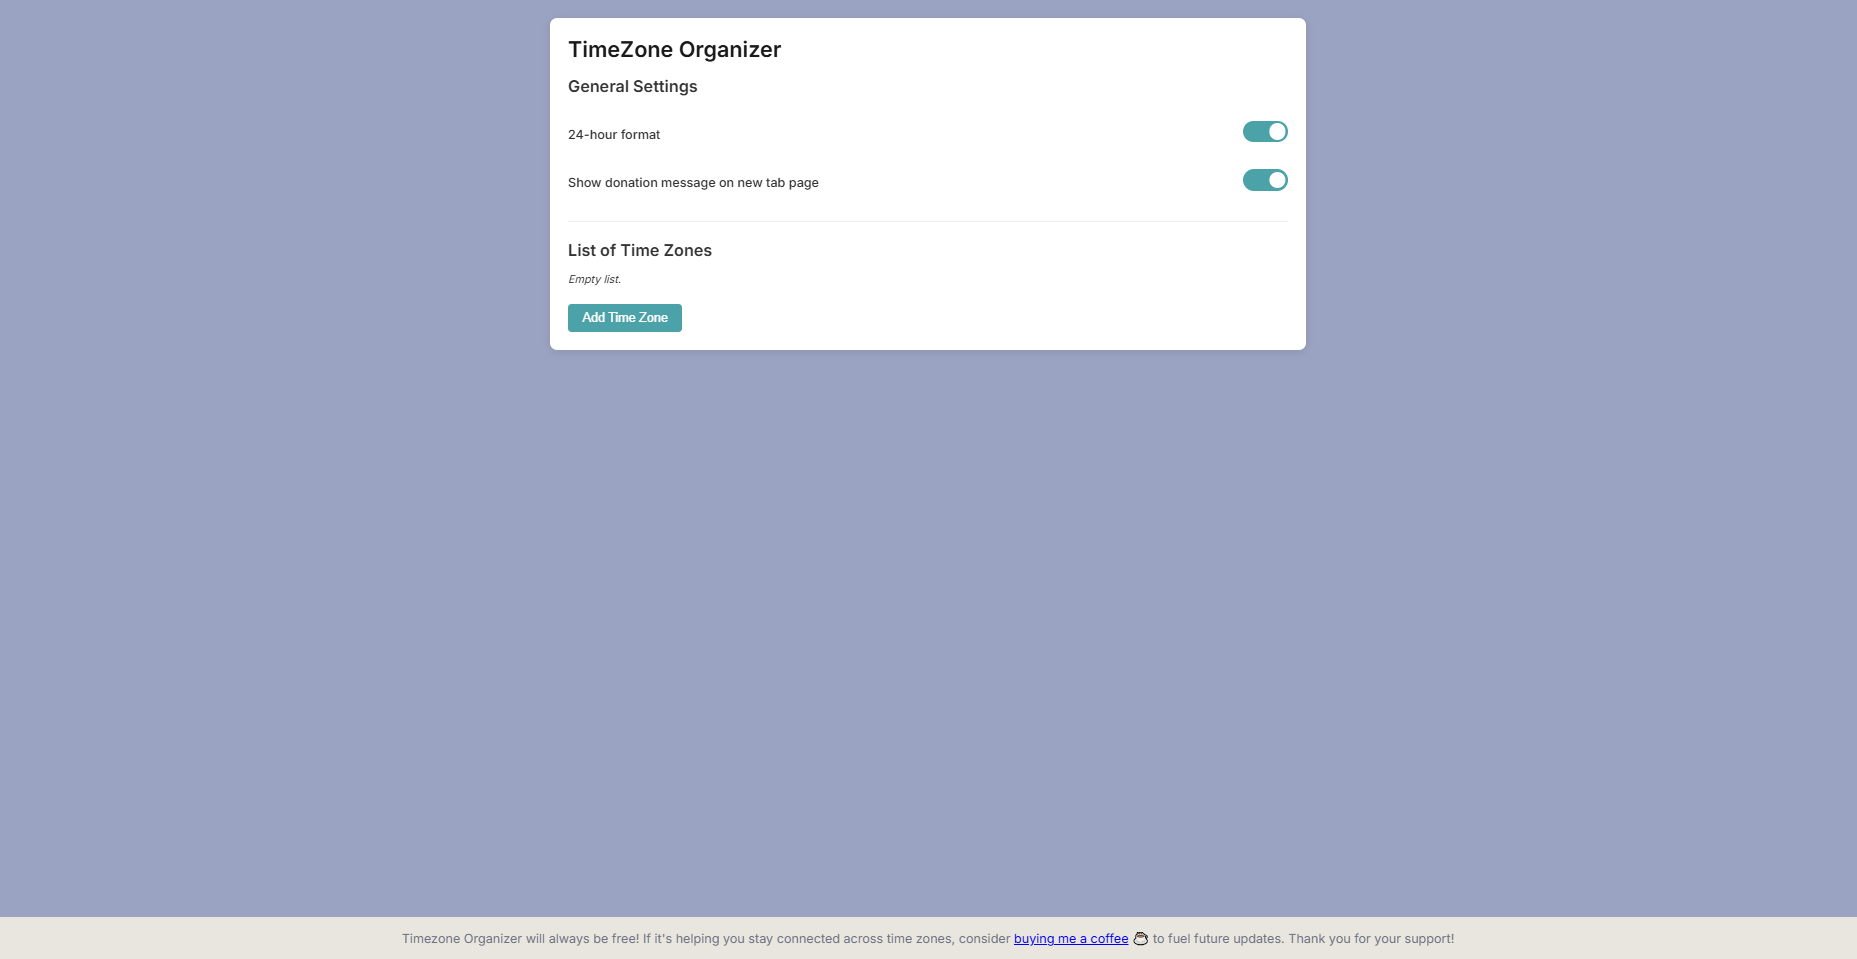 TimeZone Organizer
General Settings
24-hour format
Show donation message on new tab page
List of Time Zones
Empty list.
Add Time Zone
Timezone Organizer will always be free! If it's helping you stay connected across time zones, consider buying me a coffee to fuel future updates. Thank you for your support!